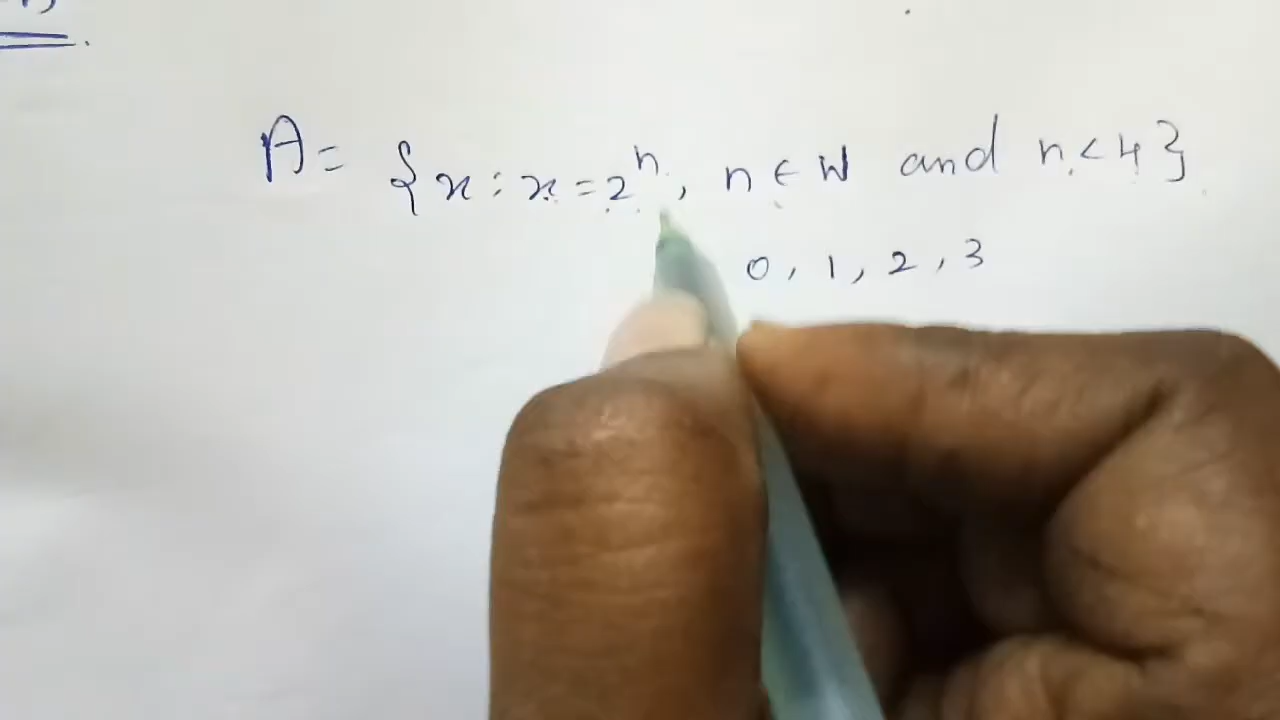 A = {x : x = 2ⁿ, n ∈ W and n < 4}
0, 1, 2, 3